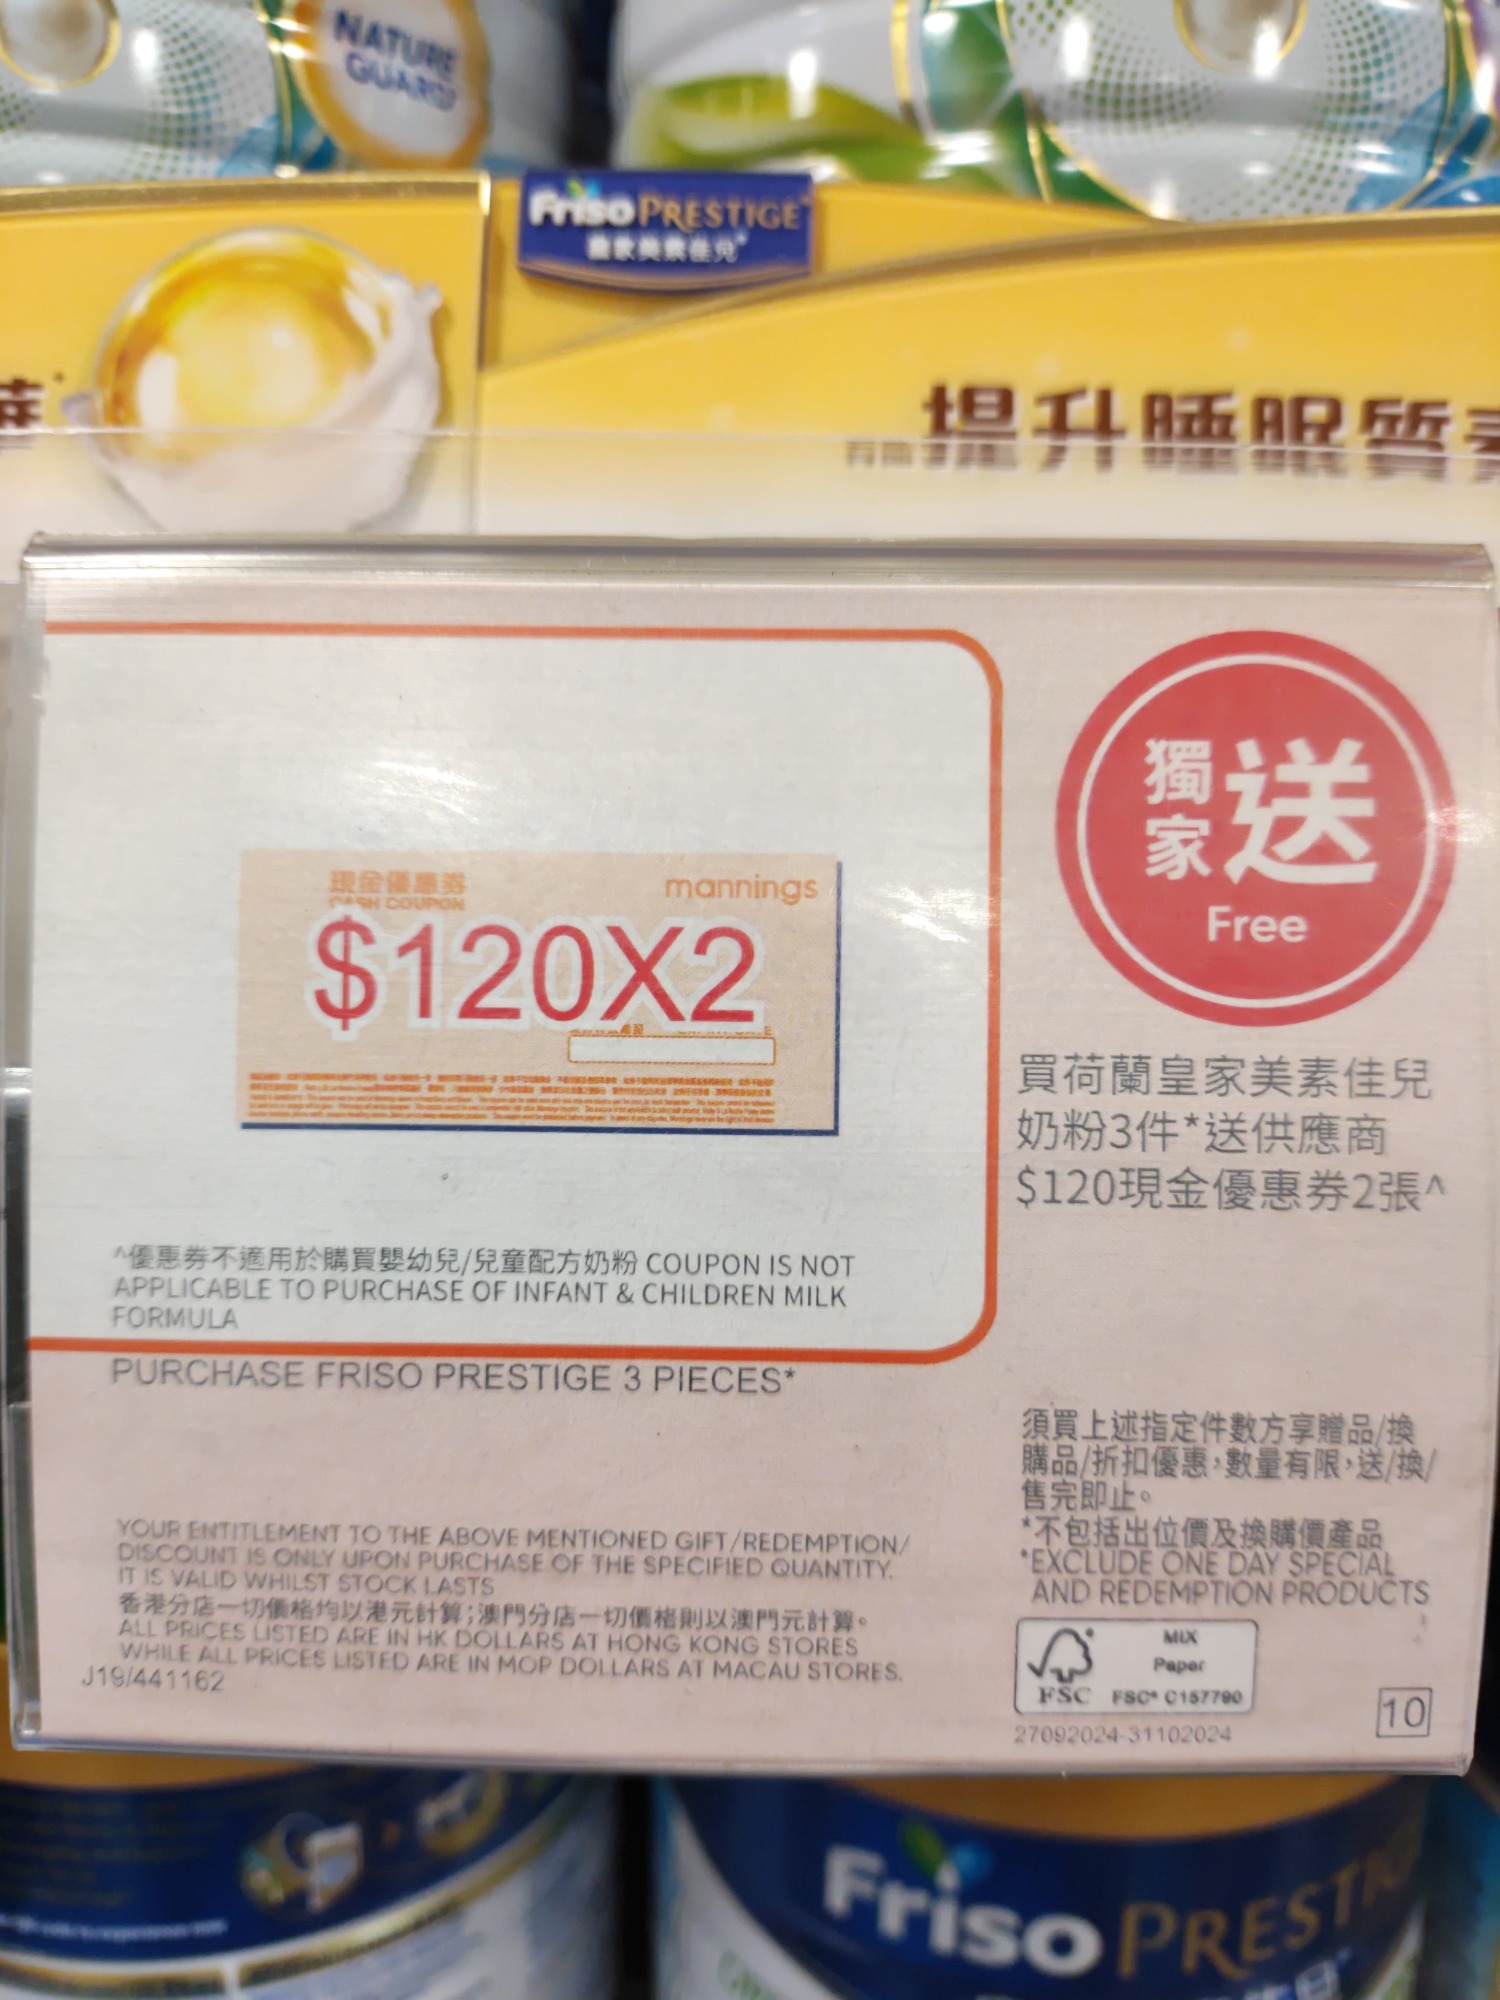 NATURE
GUARD
Friso PRESTIGE
皇家美素佳兒
提升睡眠質素
現金優惠券
mannings
CASH COUPON
$120X2
獨家送
Free
買荷蘭皇家美素佳兒
奶粉3件*送供應商
$120現金優惠券2張^
^優惠券不適用於購買嬰幼兒/兒童配方奶粉 COUPON IS NOT
APPLICABLE TO PURCHASE OF INFANT & CHILDREN MILK
FORMULA
PURCHASE FRISO PRESTIGE 3 PIECES*
須買上述指定件數方享贈品/換
購品/折扣優惠，數量有限，送/換/
售完即止。
*不包括出位價及換購價產品
*EXCLUDE ONE DAY SPECIAL
AND REDEMPTION PRODUCTS
YOUR ENTITLEMENT TO THE ABOVE MENTIONED GIFT/REDEMPTION/
DISCOUNT IS ONLY UPON PURCHASE OF THE SPECIFIED QUANTITY.
IT IS VALID WHILST STOCK LASTS
香港分店一切價格均以港元計算；澳門分店一切價格則以澳門元計算。
ALL PRICES LISTED ARE IN HK DOLLARS AT HONG KONG STORES
WHILE ALL PRICES LISTED ARE IN MOP DOLLARS AT MACAU STORES.
J19/441162
FSC
MIX
Paper
FSC® C157790
27092024-31102024
10
Friso PRESTIGE